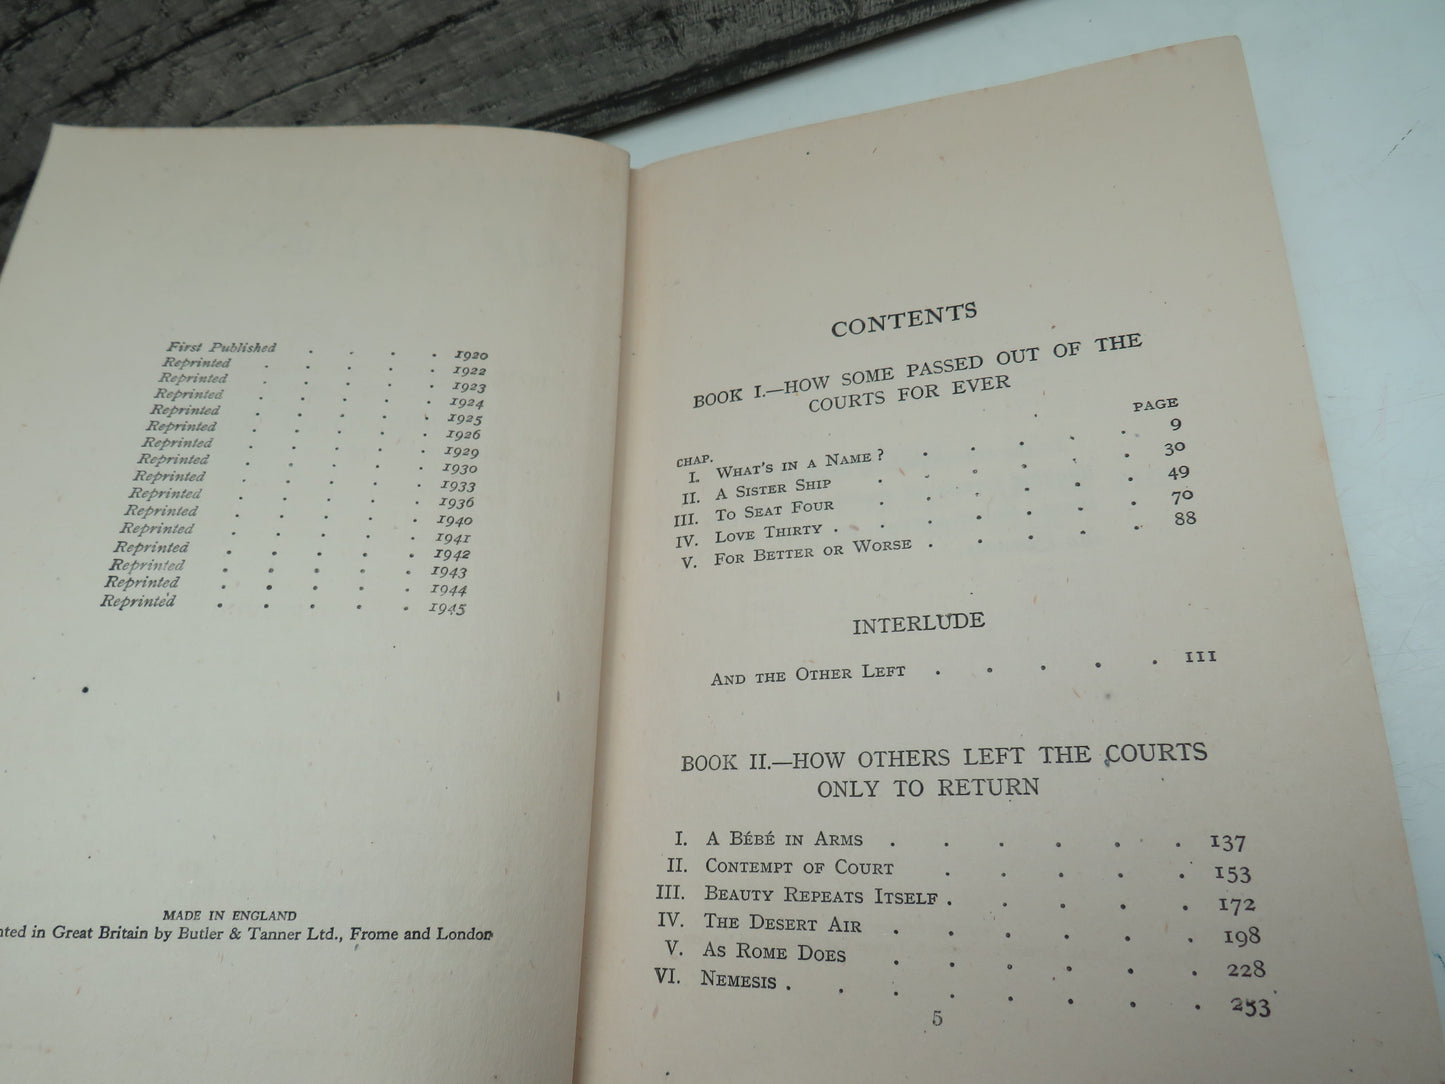 First Published . . . . 1920
Reprinted . . . . . 1922
Reprinted . . . . . 1923
Reprinted . . . . . 1924
Reprinted . . . . . 1925
Reprinted . . . . . 1926
Reprinted . . . . . 1929
Reprinted . . . . . 1930
Reprinted . . . . . 1933
Reprinted . . . . . 1936
Reprinted . . . . . 1940
Reprinted . . . . . 1941
Reprinted . . . . . 1942
Reprinted . . . . . 1943
Reprinted . . . . . 1944
Reprinted . . . . . 1945
MADE IN ENGLAND
nted in Great Britain by Butler & Tanner Ltd., Frome and London
CONTENTS
BOOK I.—HOW SOME PASSED OUT OF THE
COURTS FOR EVER
CHAP. PAGE
I. WHAT'S IN A NAME? . . . . . 9
II. A SISTER SHIP . . . . . 30
III. TO SEAT FOUR . . . . . 49
IV. LOVE THIRTY . . . . . . 70
V. FOR BETTER OR WORSE . . . . . 88
INTERLUDE
AND THE OTHER LEFT . . . . . 111
BOOK II.—HOW OTHERS LEFT THE COURTS
ONLY TO RETURN
I. A BÉBÉ IN ARMS . . . . . . 137
II. CONTEMPT OF COURT . . . . . 153
III. BEAUTY REPEATS ITSELF . . . . . 172
IV. THE DESERT AIR . . . . . . 198
V. AS ROME DOES . . . . . . 228
VI. NEMESIS . . . . . . . . 253
5